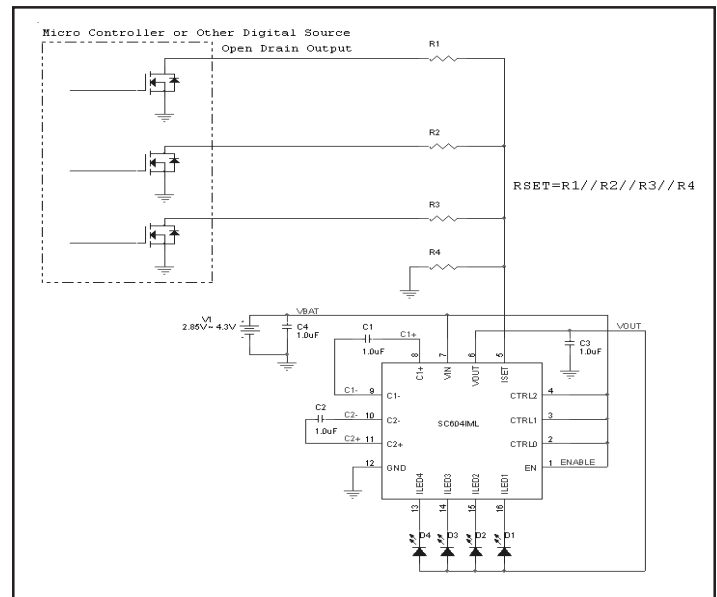 Micro Controller or Other Digital Source
Open Drain Output
R1
R2
RSET=R1//R2//R3//R4
R3
R4
V1
2.85V~ 4.3V
+
-
VBAT
C4
1.0uF
C1
1.0uF
C1+
VOUT
C3
1.0uF
8 7 6 5
C1+ VIN VOUT ISET
C1- 9 C1-
C2
1.0uF
C2- 10 C2-
C2+ 11 C2+
12 GND
SC604IML
CTRL2 4
CTRL1 3
CTRL0 2
EN 1 ENABLE
ILED4 ILED3 ILED2 ILED1
13 14 15 16
D4 D3 D2 D1